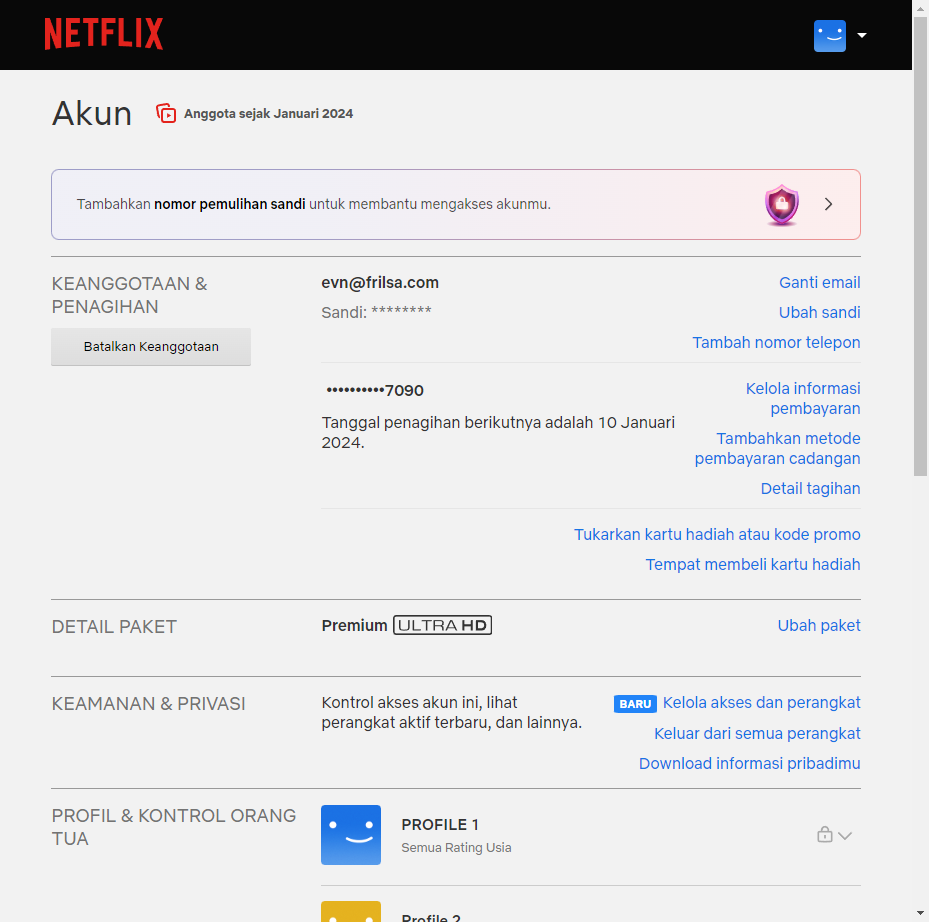 NETFLIX
Akun
Anggota sejak Januari 2024
Tambahkan nomor pemulihan sandi untuk membantu mengakses akunmu.
KEANGGOTAAN &
PENAGIHAN
Batalkan Keanggotaan
evn@frilsa.com
Ganti email
Sandi: ********
Ubah sandi
Tambah nomor telepon
••••••••••7090
Kelola informasi
pembayaran
Tanggal penagihan berikutnya adalah 10 Januari
2024.
Tambahkan metode
pembayaran cadangan
Detail tagihan
Tukarkan kartu hadiah atau kode promo
Tempat membeli kartu hadiah
DETAIL PAKET
Premium ULTRA HD
Ubah paket
KEAMANAN & PRIVASI
Kontrol akses akun ini, lihat
perangkat aktif terbaru, dan lainnya.
BARU Kelola akses dan perangkat
Keluar dari semua perangkat
Download informasi pribadimu
PROFIL & KONTROL ORANG
TUA
PROFILE 1
Semua Rating Usia
Profile 2